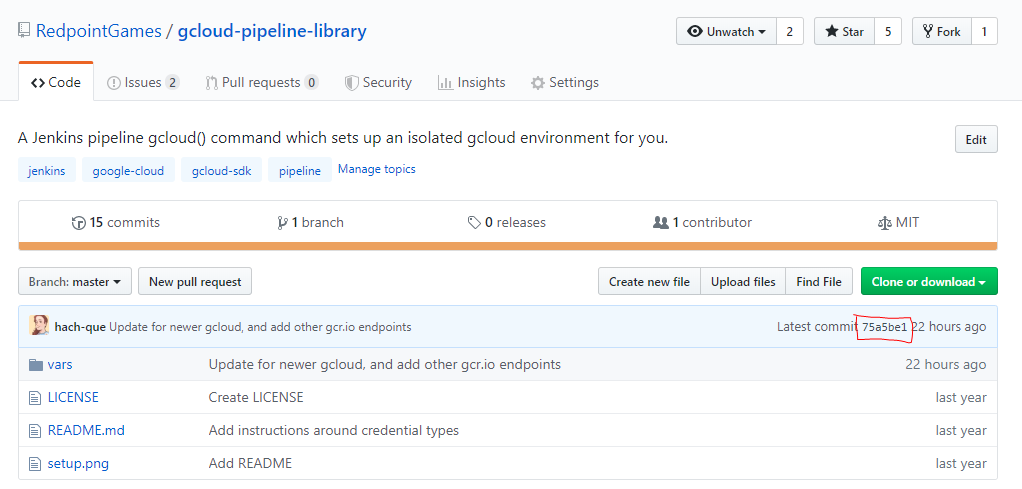 RedpointGames / gcloud-pipeline-library Unwatch 2 Star 5 Fork 1
Code Issues 2 Pull requests 0 Security Insights Settings
A Jenkins pipeline gcloud() command which sets up an isolated gcloud environment for you. Edit
jenkins google-cloud gcloud-sdk pipeline Manage topics
15 commits 1 branch 0 releases 1 contributor MIT
Branch: master New pull request Create new file Upload files Find File Clone or download
hach-que Update for newer gcloud, and add other gcr.io endpoints Latest commit 75a5be1 22 hours ago
vars Update for newer gcloud, and add other gcr.io endpoints 22 hours ago
LICENSE Create LICENSE last year
README.md Add instructions around credential types last year
setup.png Add README last year